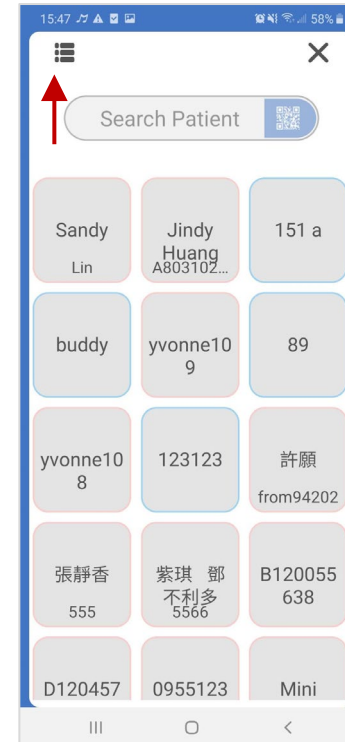 15:47
58%
Search Patient
Sandy
Lin
Jindy
Huang
A803102...
151 a
buddy
yvonne10
9
89
yvonne10
8
123123
許願
from94202
張靜香
555
紫琪 鄧
不利多
5566
B120055
638
D120457
0955123
Mini